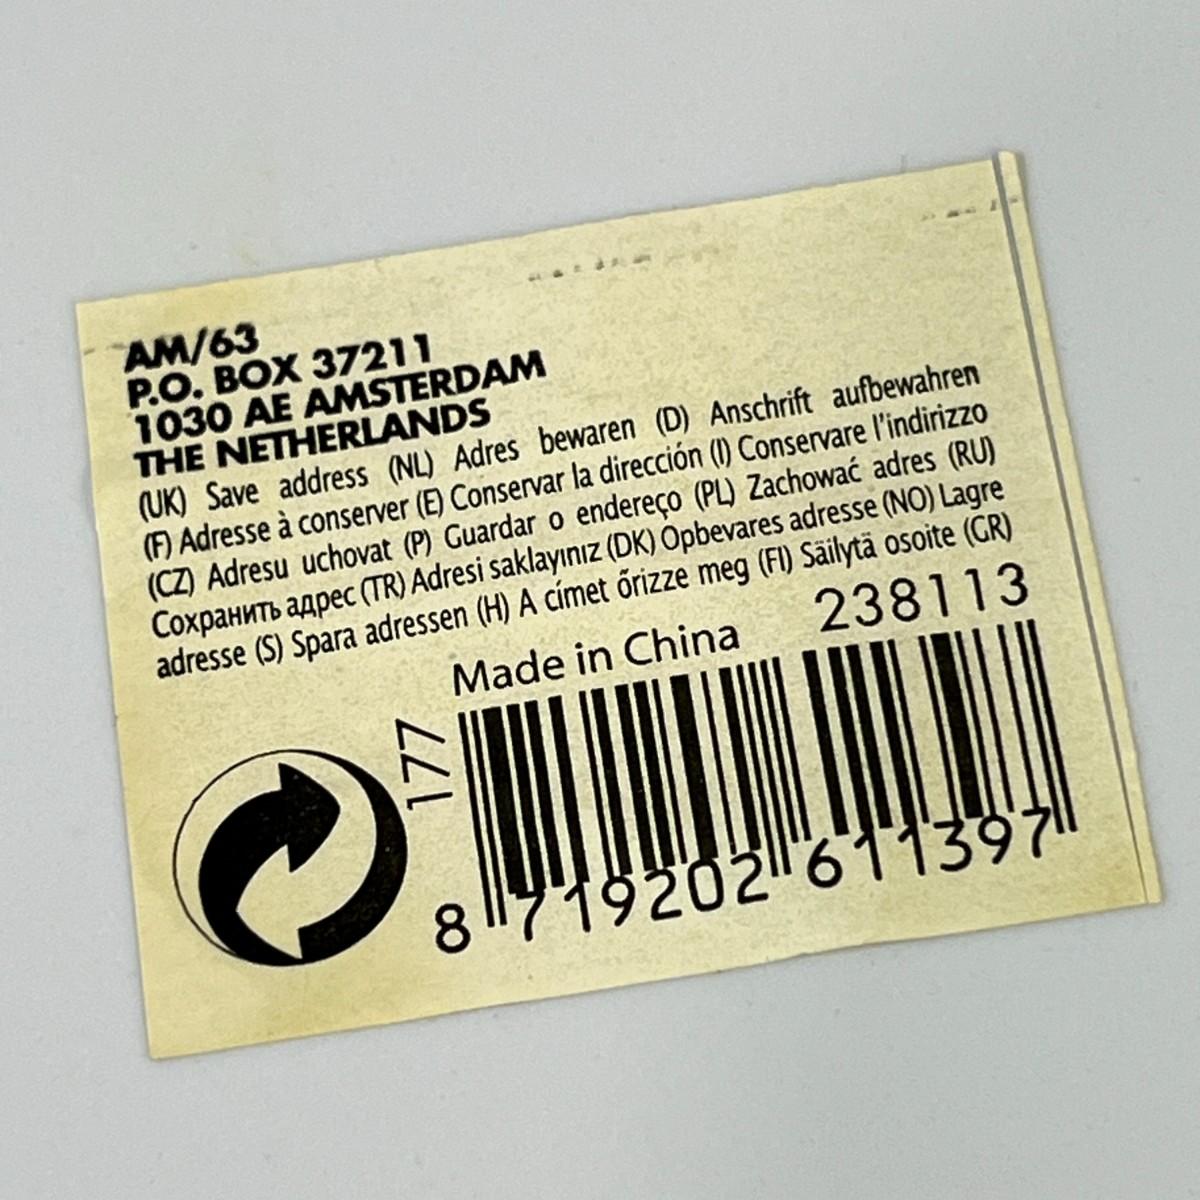 AM/63
P.O. BOX 37211
1030 AE AMSTERDAM
THE NETHERLANDS
(UK) Save address (NL) Adres bewaren (D) Anschrift aufbewahren
(F) Adresse à conserver (E) Conservar la dirección (I) Conservare l'indirizzo
(CZ) Adresu uchovat (P) Guardar o endereço (PL) Zachować adres (RU)
Сохранить адрес (TR) Adresi saklayınız (DK) Opbevares adresse (NO) Lagre
adresse (S) Spara adressen (H) A címet őrizze meg (FI) Säilytä osoite (GR)
Made in China 238113
177
8 719202 611397